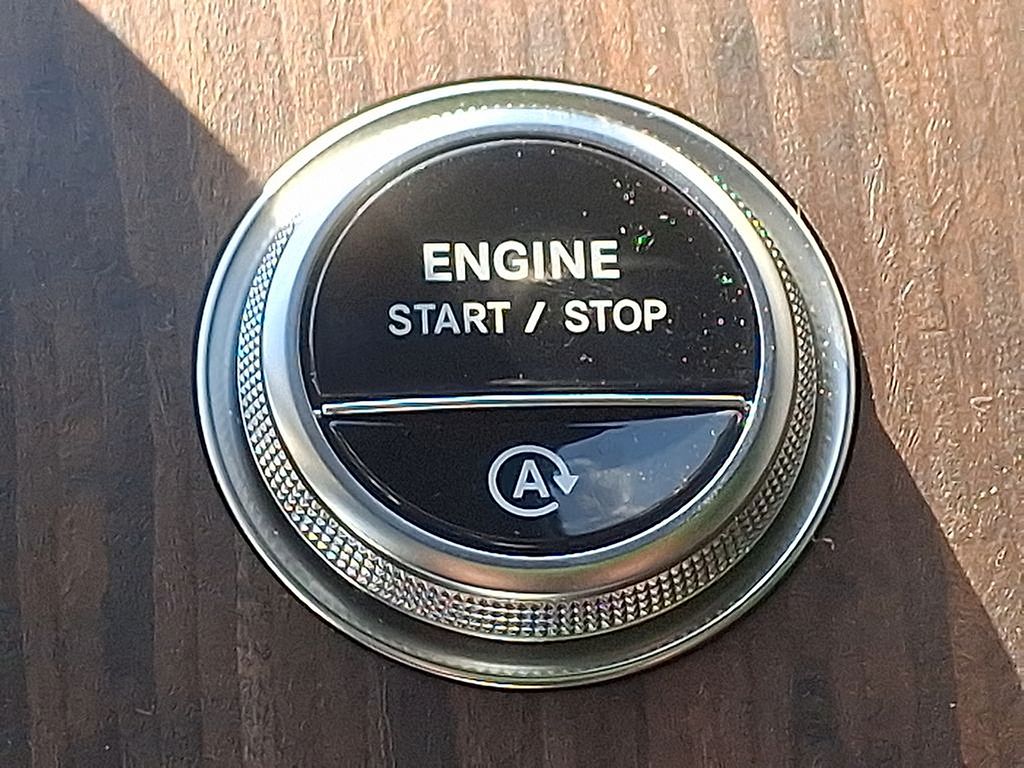 ENGINE
START / STOP
A